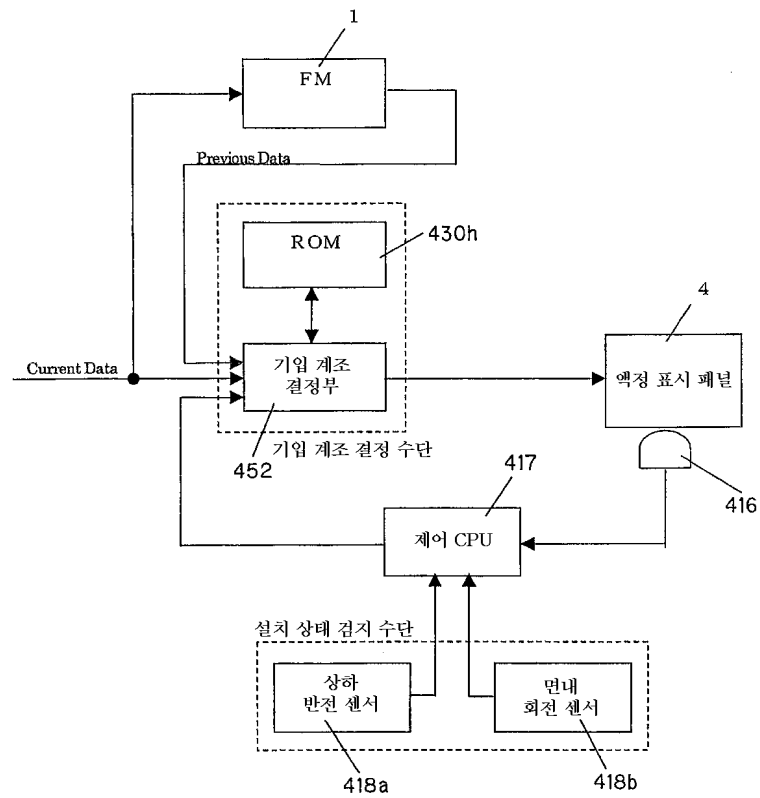 1
FM
Previous Data
ROM
430h
4
Current Data
기입 계조
결정부
액정 표시 패널
452
기입 계조 결정 수단
417
416
제어 CPU
설치 상태 검지 수단
상하
반전 센서
면내
회전 센서
418a
418b